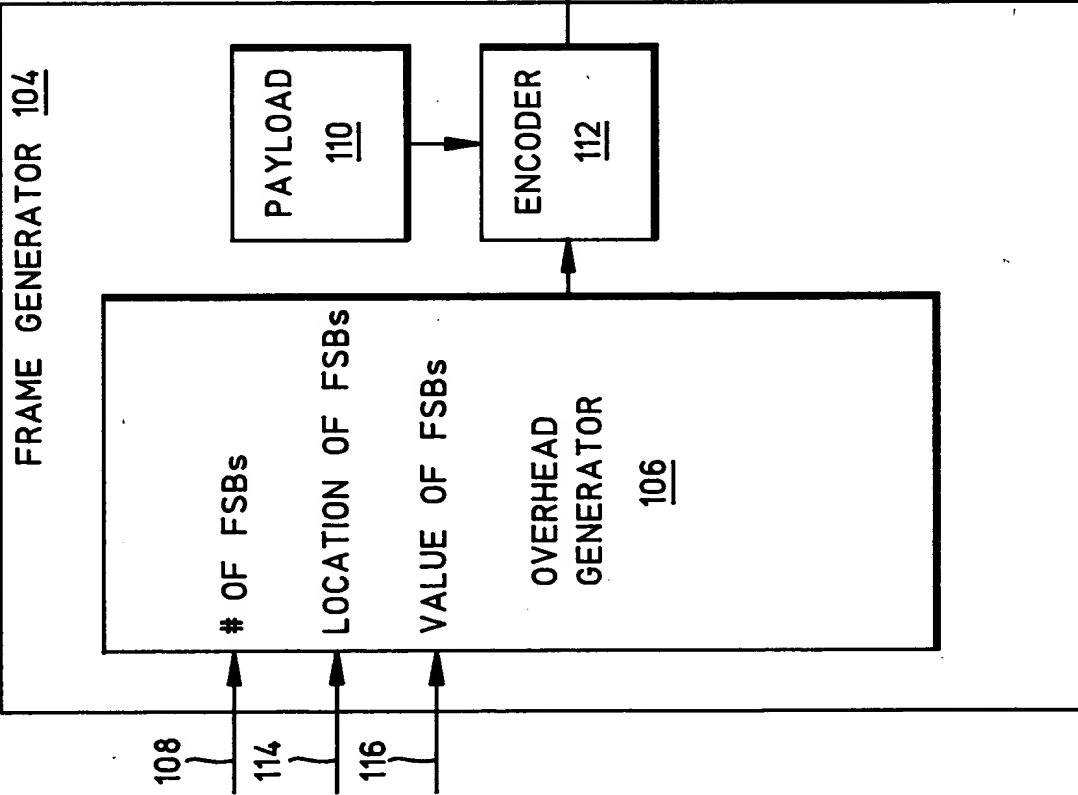 FRAME GENERATOR 104
108
114
116
# OF FSBs
LOCATION OF FSBs
VALUE OF FSBs
OVERHEAD
GENERATOR
106
PAYLOAD
110
ENCODER
112